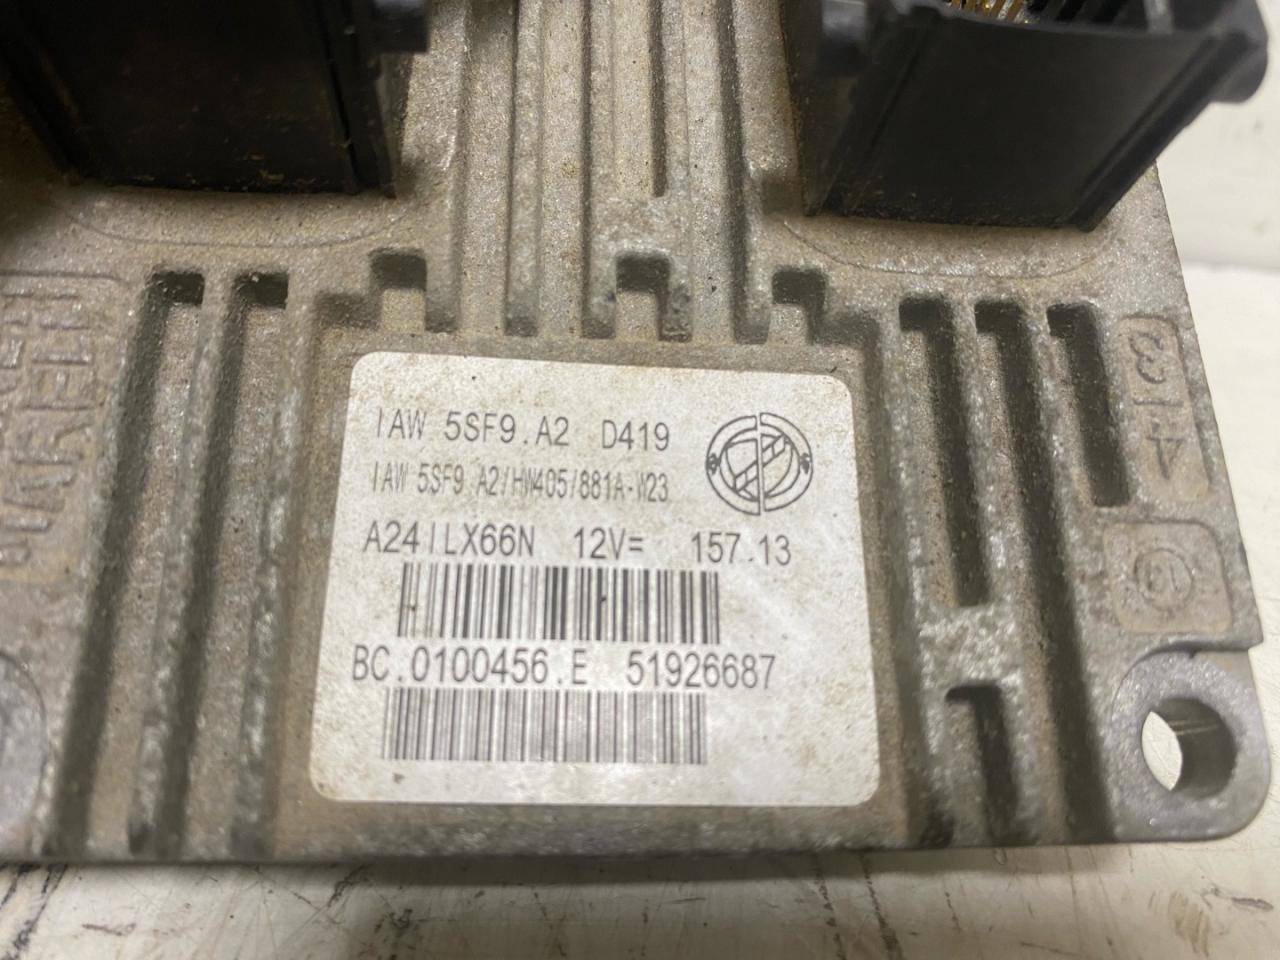 IAW 5SF9.A2 D419
IAW 5SF9 A2/HW405/881A-W23
A24ILX66N 12V= 157.13
BC.0100456.E 51926687